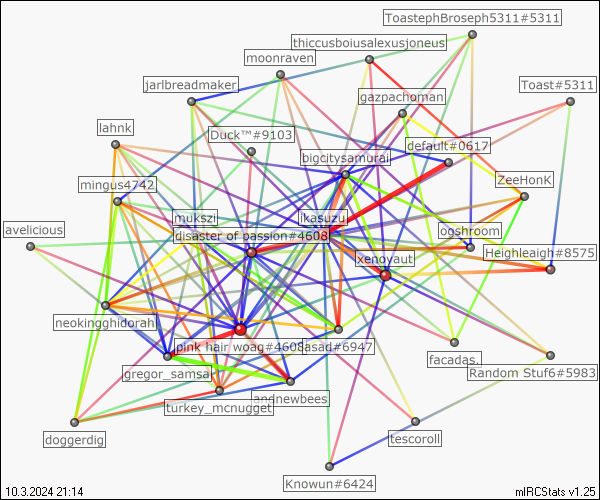 ToastephBroseph5311#5311
thiccusboiusalexusjoneus
moonraven
jarlbreadmaker
Toast#5311
gazpachoman
lahnk
Duck™#9103
default#0617
bigcitysamurai
mingus4742
ZeeHonK
mukszi
ikasuzu
avelicious
disaster of passion#4608
ogshroom
xenoyaut
Heighleaigh#8575
neokingghidorah
pink hair woag#4608
asad#6947
facadas.
gregor_samsa
Random Stuf6#5983
andnewbees
turkey_mcnugget
doggerdig
tescoroll
Knowun#6424
10.3.2024 21:14
mIRCStats v1.25